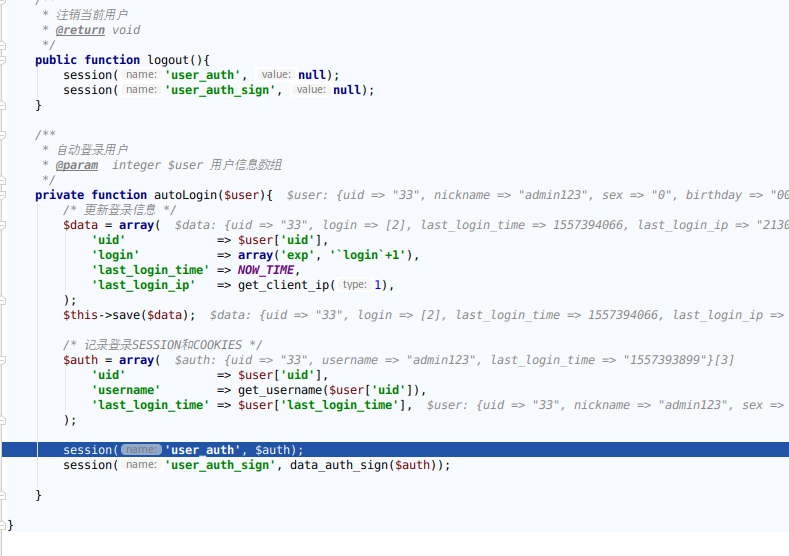 /**
* 注销当前用户
* @return void
*/
public function logout(){
session( name: 'user_auth', value: null);
session( name: 'user_auth_sign', value: null);
}
/**
* 自动登录用户
* @param integer $user 用户信息数组
*/
private function autoLogin($user){ $user: {uid => "33", nickname => "admin123", sex => "0", birthday => "00
/* 更新登录信息 */
$data = array( $data: {uid => "33", login => [2], last_login_time => 1557394066, last_login_ip => "2130
'uid' => $user['uid'],
'login' => array('exp', '`login`+1'),
'last_login_time' => NOW_TIME,
'last_login_ip' => get_client_ip( type: 1),
);
$this->save($data); $data: {uid => "33", login => [2], last_login_time => 1557394066, last_login_ip =>
/* 记录登录SESSION和COOKIES */
$auth = array( $auth: {uid => "33", username => "admin123", last_login_time => "1557393899"}[3]
'uid' => $user['uid'],
'username' => get_username($user['uid']),
'last_login_time' => $user['last_login_time'], $user: {uid => "33", nickname => "admin123", sex =>
);
session( name: 'user_auth', $auth);
session( name: 'user_auth_sign', data_auth_sign($auth));
}
}